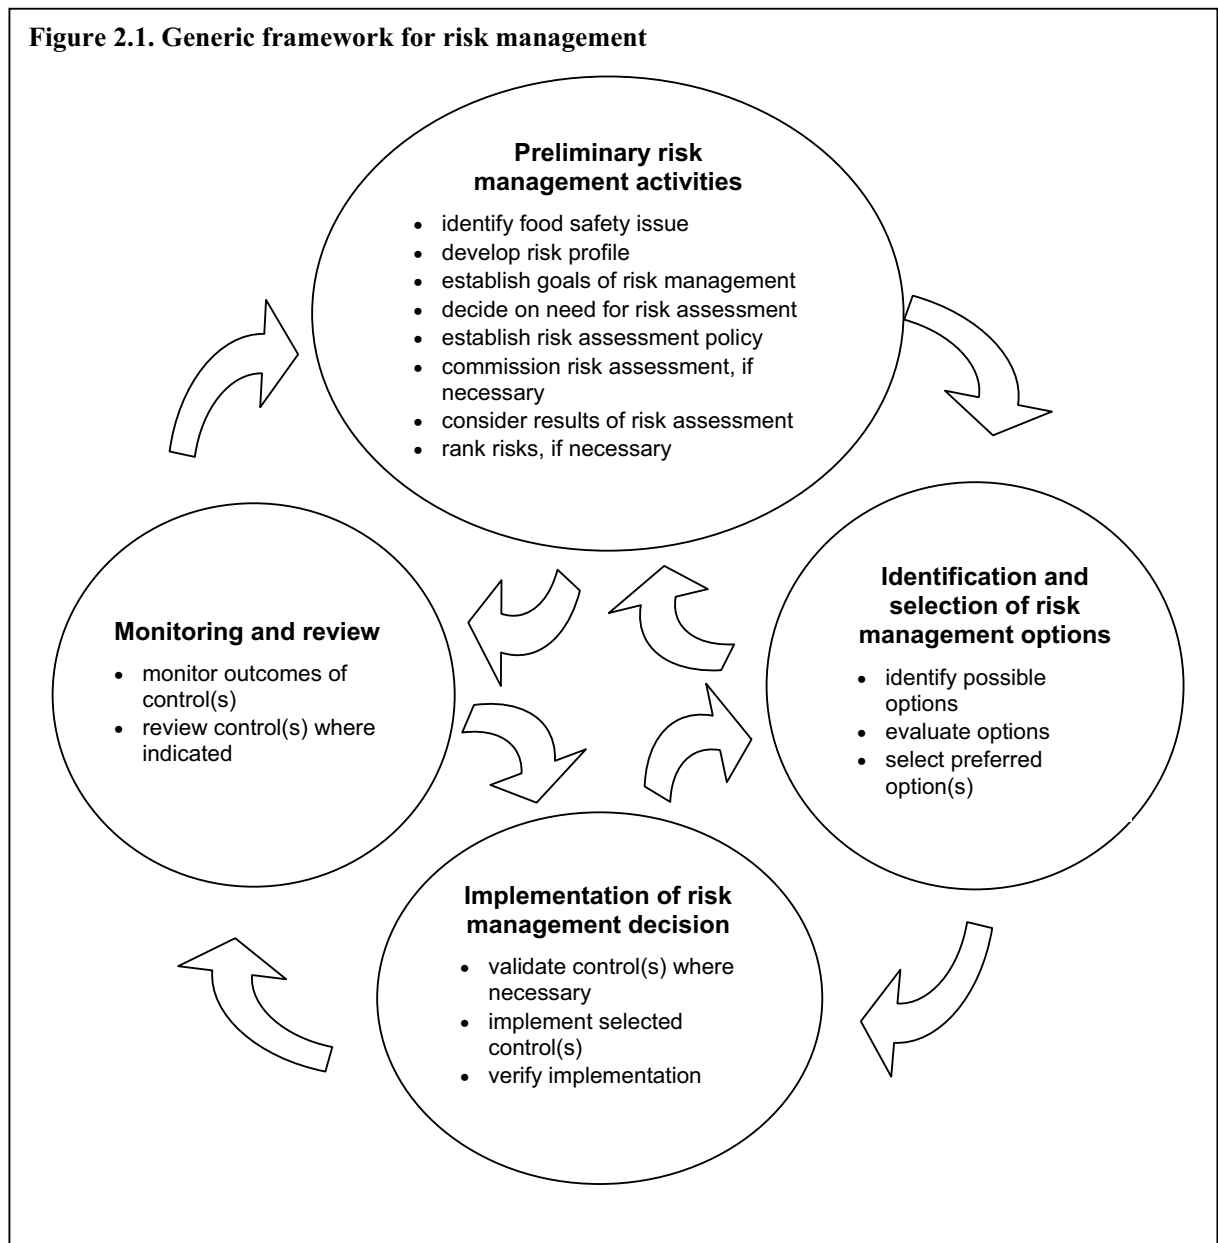 Figure 2.1. Generic framework for risk management
Preliminary risk
management activities
• identify food safety issue
• develop risk profile
• establish goals of risk management
• decide on need for risk assessment
• establish risk assessment policy
• commission risk assessment, if
necessary
• consider results of risk assessment
• rank risks, if necessary
Identification and
selection of risk
management options
• identify possible
options
• evaluate options
• select preferred
option(s)
Implementation of risk
management decision
• validate control(s) where
necessary
• implement selected
control(s)
• verify implementation
Monitoring and review
• monitor outcomes of
control(s)
• review control(s) where
indicated